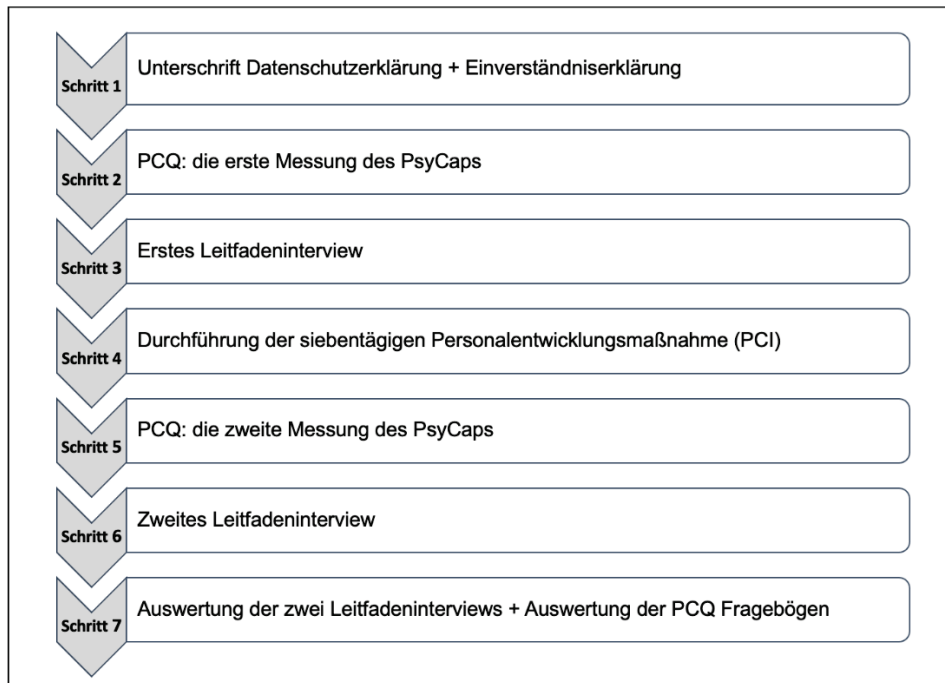 Schritt 1
Unterschrift Datenschutzerklärung + Einverständniserklärung
Schritt 2
PCQ: die erste Messung des PsyCaps
Schritt 3
Erstes Leitfadeninterview
Schritt 4
Durchführung der siebentägigen Personalentwicklungsmaßnahme (PCI)
Schritt 5
PCQ: die zweite Messung des PsyCaps
Schritt 6
Zweites Leitfadeninterview
Schritt 7
Auswertung der zwei Leitfadeninterviews + Auswertung der PCQ Fragebögen